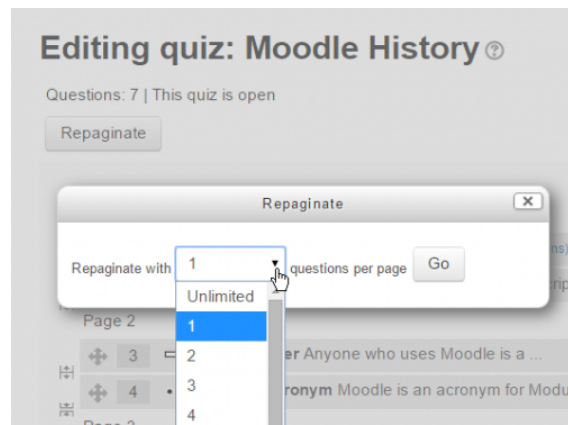 Editing quiz: Moodle History
Questions: 7 | This quiz is open
Repaginate
Repaginate
Repaginate with 1 questions per page Go
Unlimited
Page 2
1
3 er Anyone who uses Moodle is a ...
2
4 ronym Moodle is an acronym for Modu
3
4